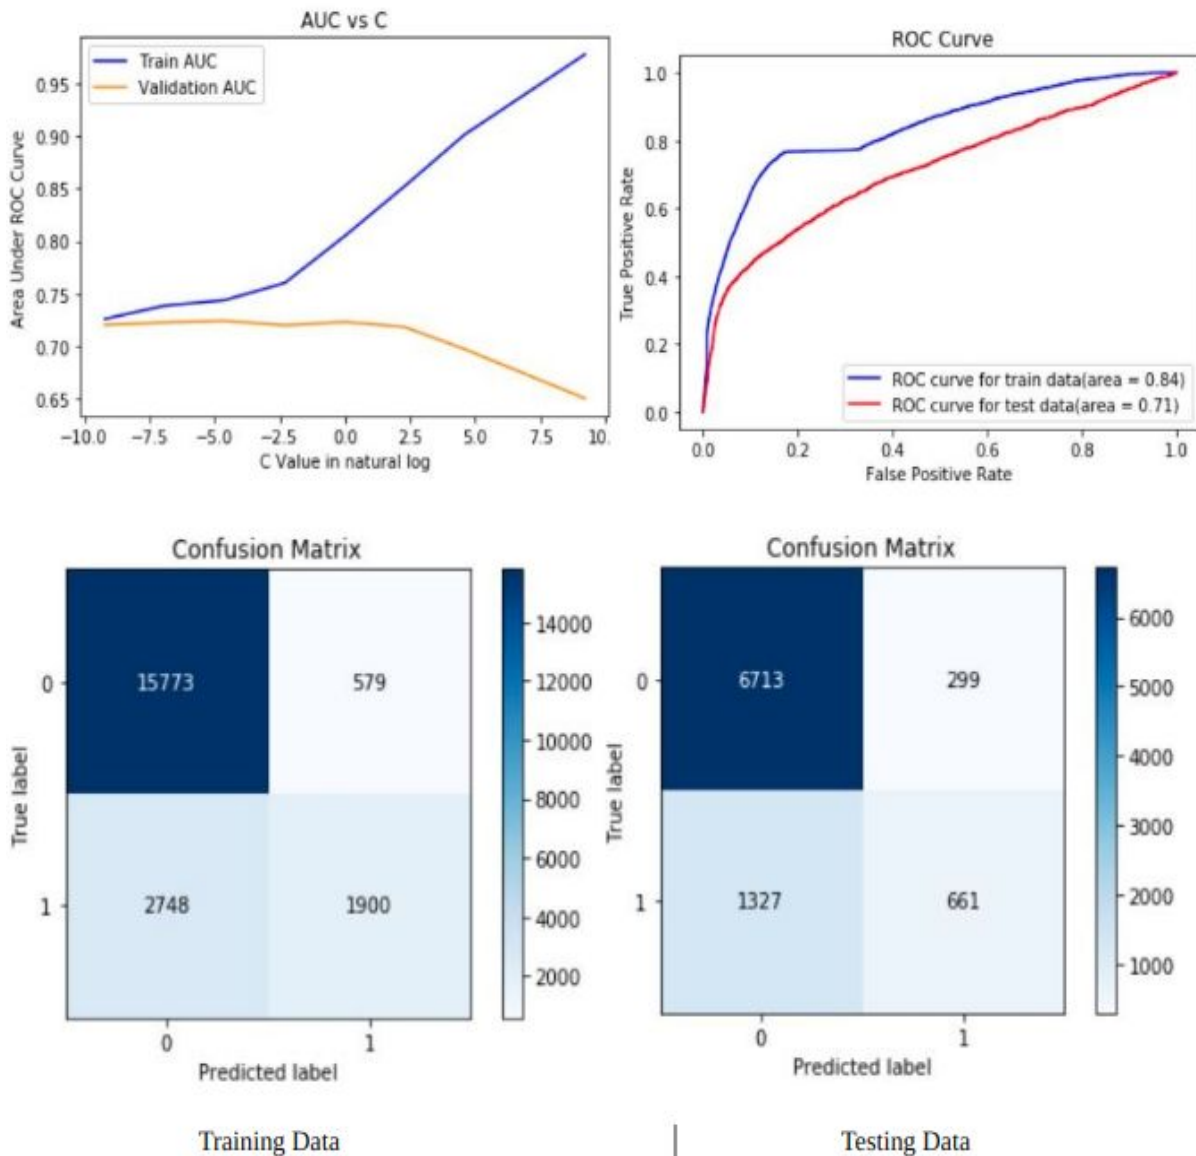 AUC vs C
Train AUC
Validation AUC
Area Under ROC Curve
0.95
0.90
0.85
0.80
0.75
0.70
0.65
−10.0 −7.5 −5.0 −2.5 0.0 2.5 5.0 7.5 10.
C Value in natural log
ROC Curve
True Positive Rate
1.0
0.8
0.6
0.4
0.2
0.0
ROC curve for train data(area = 0.84)
ROC curve for test data(area = 0.71)
0.0 0.2 0.4 0.6 0.8 1.0
False Positive Rate
Confusion Matrix
True label
0
1
15773 579
2748 1900
0 1
Predicted label
14000
12000
10000
8000
6000
4000
2000
Confusion Matrix
True label
0
1
6713 299
1327 661
0 1
Predicted label
6000
5000
4000
3000
2000
1000
Training Data
Testing Data